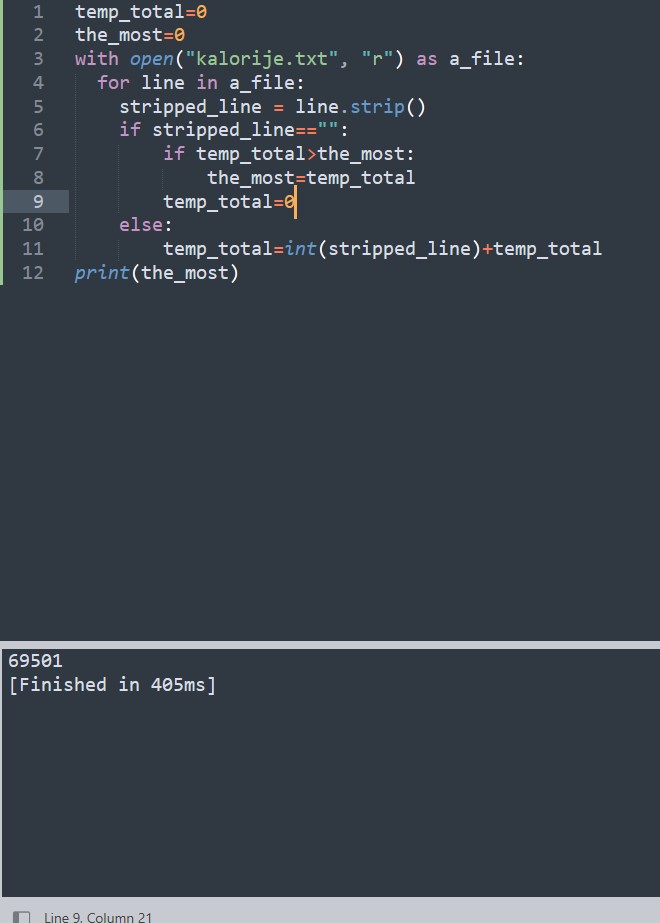 1 temp_total=0
2 the_most=0
3 with open("kalorije.txt", "r") as a_file:
4   for line in a_file:
5     stripped_line = line.strip()
6     if stripped_line=="":
7         if temp_total>the_most:
8             the_most=temp_total
9         temp_total=0
10     else:
11         temp_total=int(stripped_line)+temp_total
12 print(the_most)
69501
[Finished in 405ms]
Line 9, Column 21